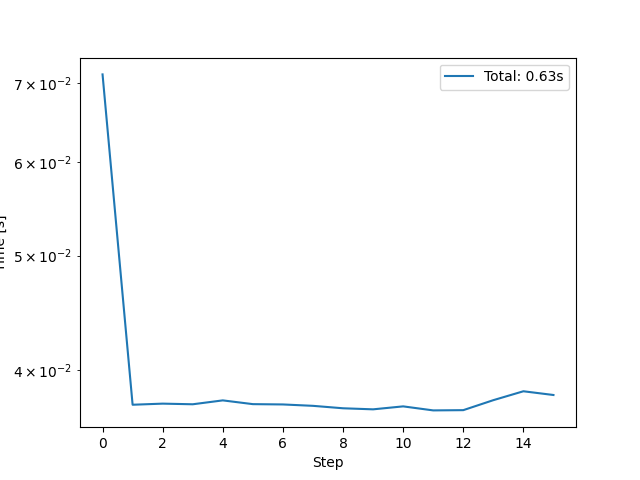 Total: 0.63s
7 × 10⁻²
6 × 10⁻²
5 × 10⁻²
4 × 10⁻²
[s]
0 2 4 6 8 10 12 14
Step